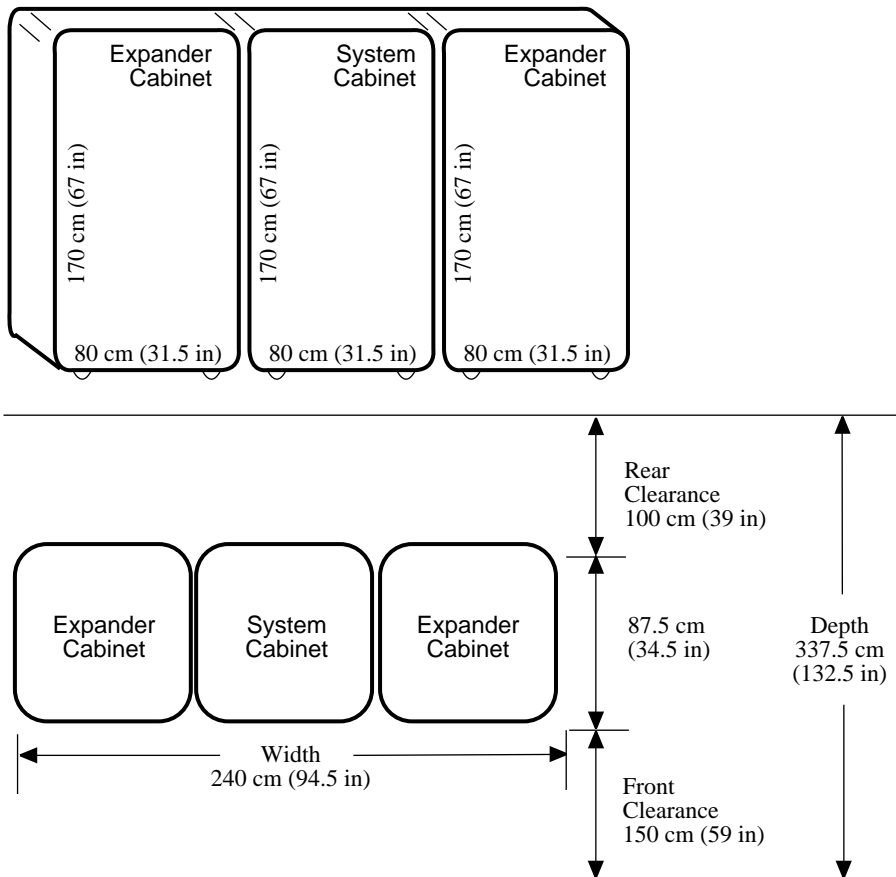 Expander
Cabinet
System
Cabinet
Expander
Cabinet
170 cm (67 in)
170 cm (67 in)
170 cm (67 in)
80 cm (31.5 in)
80 cm (31.5 in)
80 cm (31.5 in)
Rear
Clearance
100 cm (39 in)
Expander
Cabinet
System
Cabinet
Expander
Cabinet
87.5 cm
(34.5 in)
Depth
337.5 cm
(132.5 in)
Width
240 cm (94.5 in)
Front
Clearance
150 cm (59 in)